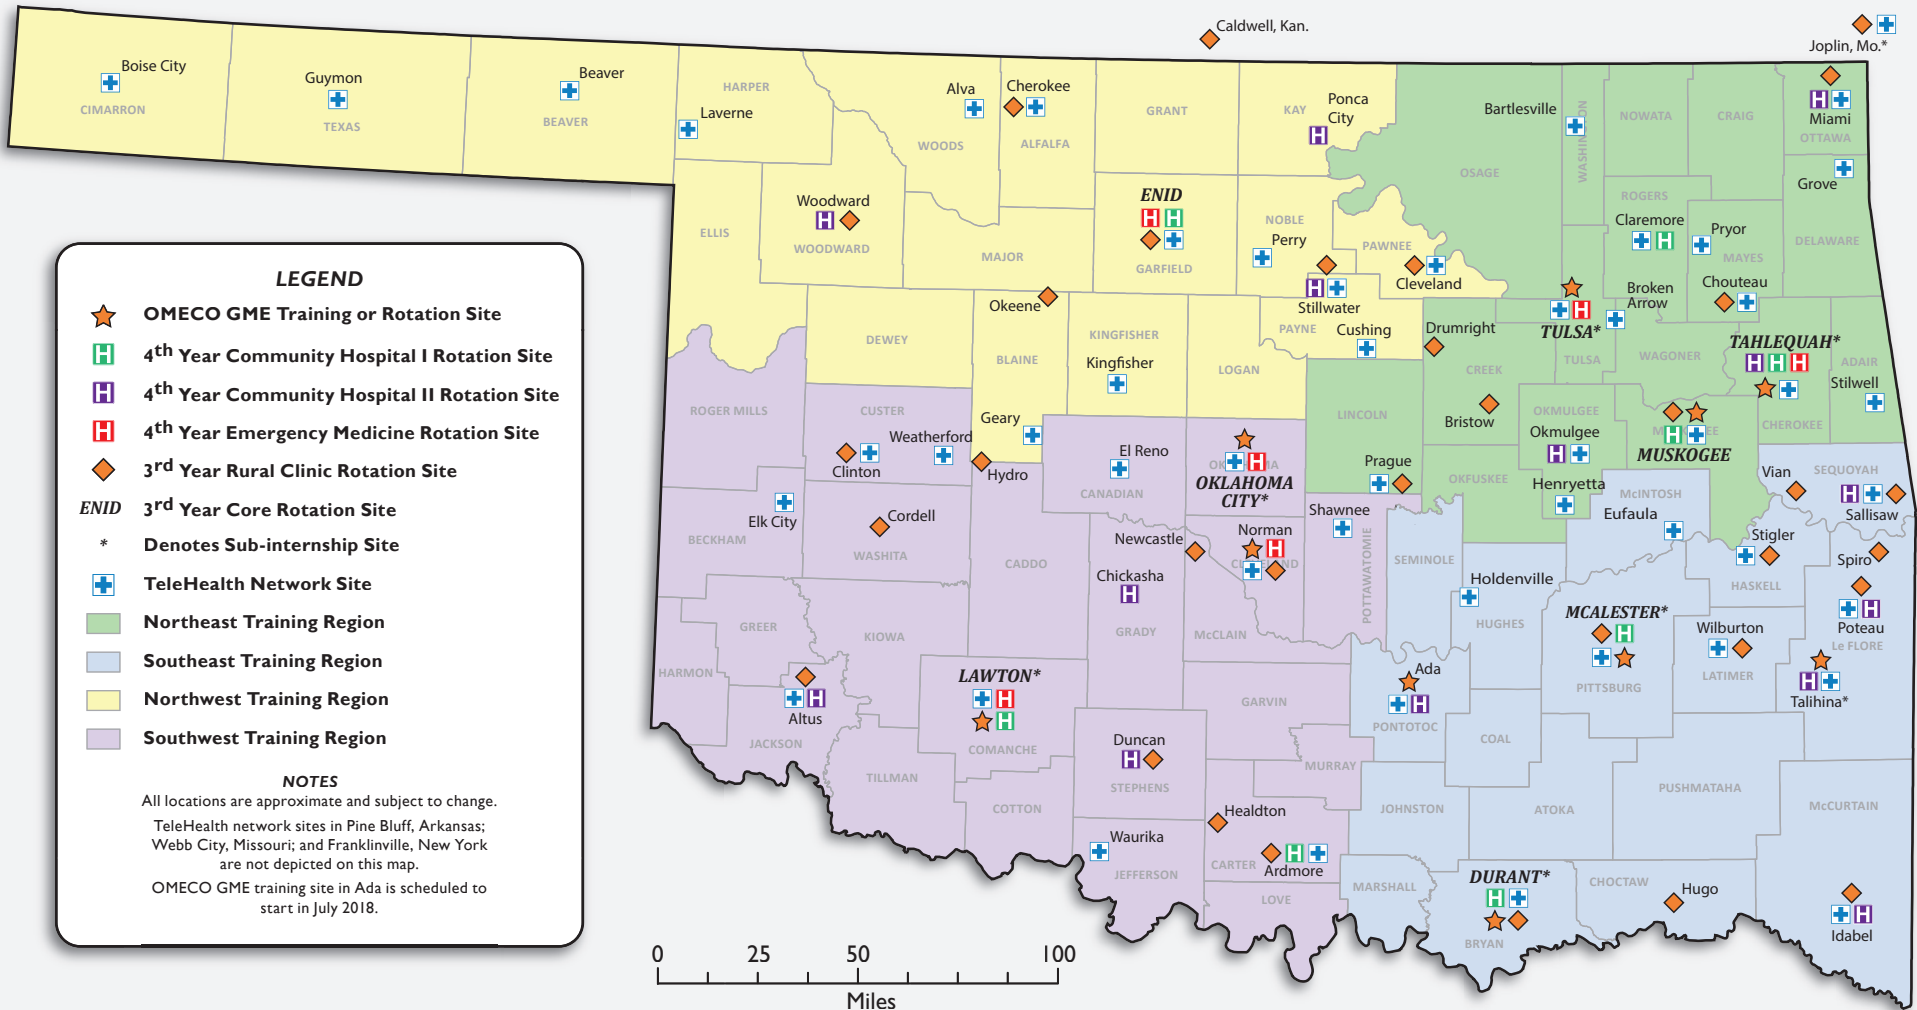 Caldwell, Kan.
Joplin, Mo.*
Boise City
CIMARRON
Guymon
TEXAS
Beaver
BEAVER
HARPER
Laverne
Alva
WOODS
Cherokee
ALFALFA
GRANT
KAY
Ponca
City
Bartlesville
WASHINGTON
NOWATA
CRAIG
Miami
OTTAWA
OSAGE
Grove
Woodward
WOODWARD
ELLIS
MAJOR
ENID
GARFIELD
NOBLE
Perry
PAWNEE
Cleveland
Stillwater
ROGERS
Claremore
Pryor
MAYES
DELAWARE
Chouteau
Broken
Arrow
Okeene
DEWEY
BLAINE
KINGFISHER
Kingfisher
LOGAN
PAYNE
Cushing
Drumright
CREEK
Bristow
TULSA*
TULSA
WAGONER
TAHLEQUAH*
ADAIR
Stilwell
CHEROKEE
ROGER MILLS
CUSTER
Clinton
Weatherford
Geary
Hydro
El Reno
CANADIAN
OKLAHOMA
OKLAHOMA
CITY*
LINCOLN
Prague
OKFUSKEE
OKMULGEE
Okmulgee
Henryetta
MUSKOGEE
MUSKOGEE
McINTOSH
Eufaula
Vian
SEQUOYAH
Sallisaw
Elk City
BECKHAM
Cordell
WASHITA
CADDO
Newcastle
Norman
CLEVELAND
Shawnee
POTTAWATOMIE
SEMINOLE
Holdenville
HUGHES
Stigler
HASKELL
Spiro
Poteau
Le FLORE
Chickasha
GRADY
McCLAIN
GREER
KIOWA
HARMON
Altus
JACKSON
LAWTON*
COMANCHE
TILLMAN
COTTON
GARVIN
Ada
PONTOTOC
MCALESTER*
PITTSBURG
Wilburton
LATIMER
Talihina*
Duncan
STEPHENS
MURRAY
COAL
JOHNSTON
ATOKA
PUSHMATAHA
McCURTAIN
Healdton
Waurika
JEFFERSON
CARTER
Ardmore
LOVE
MARSHALL
DURANT*
BRYAN
CHOCTAW
Hugo
Idabel
LEGEND
OMECO GME Training or Rotation Site
H 4th Year Community Hospital I Rotation Site
H 4th Year Community Hospital II Rotation Site
H 4th Year Emergency Medicine Rotation Site
3rd Year Rural Clinic Rotation Site
ENID 3rd Year Core Rotation Site
* Denotes Sub-internship Site
TeleHealth Network Site
Northeast Training Region
Southeast Training Region
Northwest Training Region
Southwest Training Region
NOTES
All locations are approximate and subject to change.
TeleHealth network sites in Pine Bluff, Arkansas;
Webb City, Missouri; and Franklinville, New York
are not depicted on this map.
OMECO GME training site in Ada is scheduled to
start in July 2018.
0 25 50 100
Miles